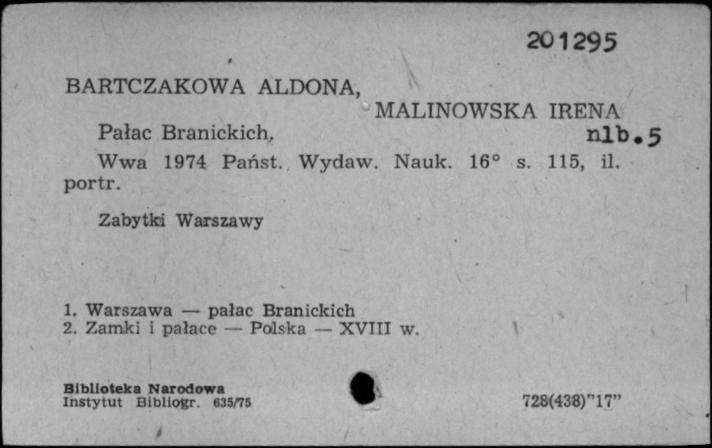 201295
BARTCZAKOWA ALDONA,
MALINOWSKA IRENA
Pałac Branickich.
nlb.5
Wwa 1974 Państ. Wydaw. Nauk. 16° s. 115, il.
portr.
Zabytki Warszawy
1. Warszawa — pałac Branickich
2. Zamki i pałace — Polska — XVIII w.
Biblioteka Narodowa
Instytut Bibliogr. 635/75
728(438)"17"